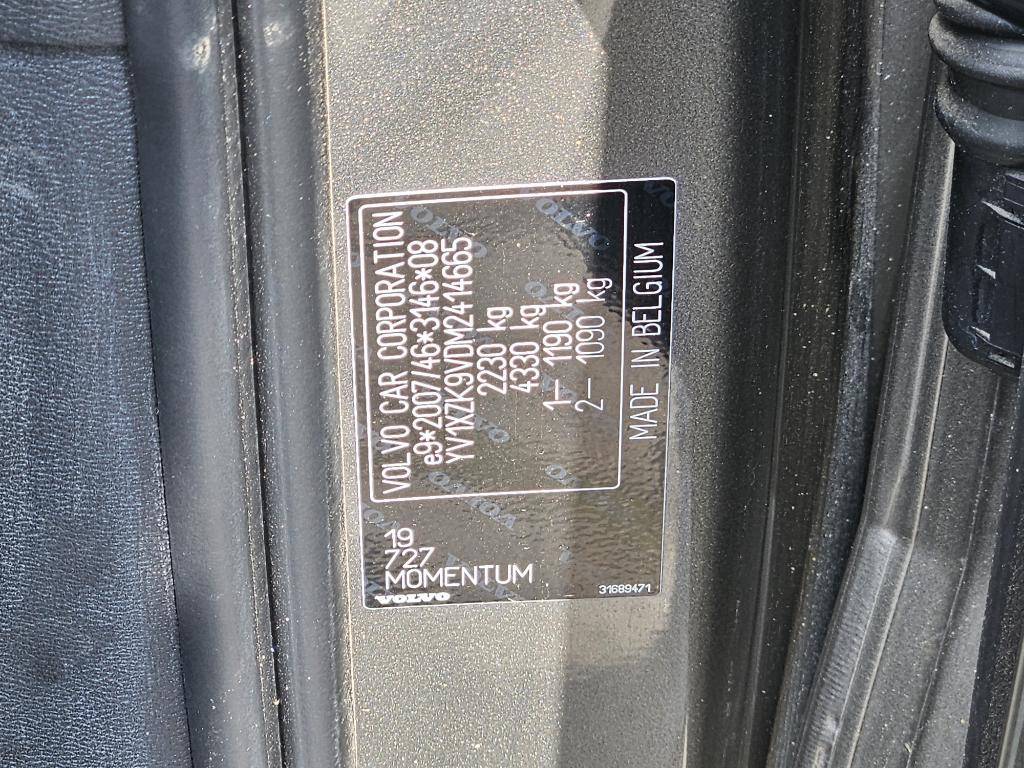 VOLVO CAR CORPORATION
e9*2007/46*3146*08
YV1XZK9VDM2414665
2230 kg
4330 kg
1– 1190 kg
2– 1090 kg
MADE IN BELGIUM
19
727
MOMENTUM
VOLVO
31689471